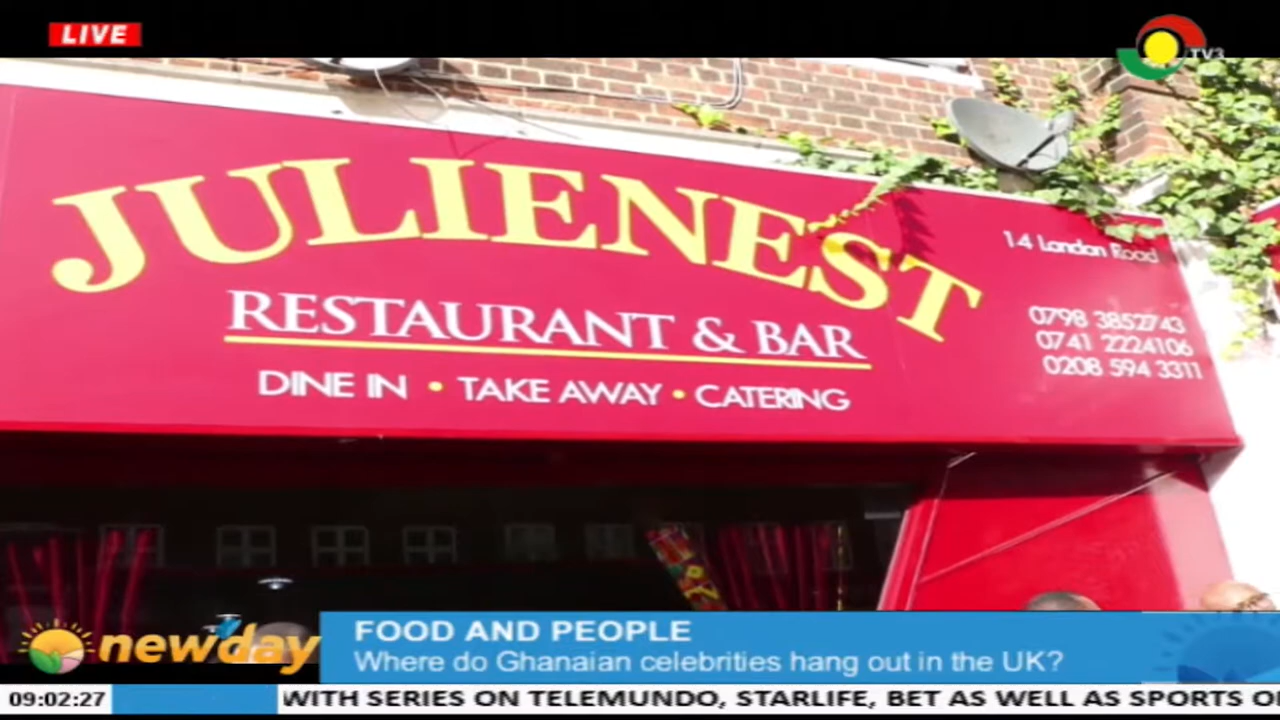 LIVE
TV3
JULIENEST
RESTAURANT & BAR
DINE IN • TAKE AWAY • CATERING
14 London Road
0798 3852743
0741 2224106
0208 594 3311
newday
FOOD AND PEOPLE
Where do Ghanaian celebrities hang out in the UK?
09:02:27
WITH SERIES ON TELEMUNDO, STARLIFE, BET AS WELL AS SPORTS